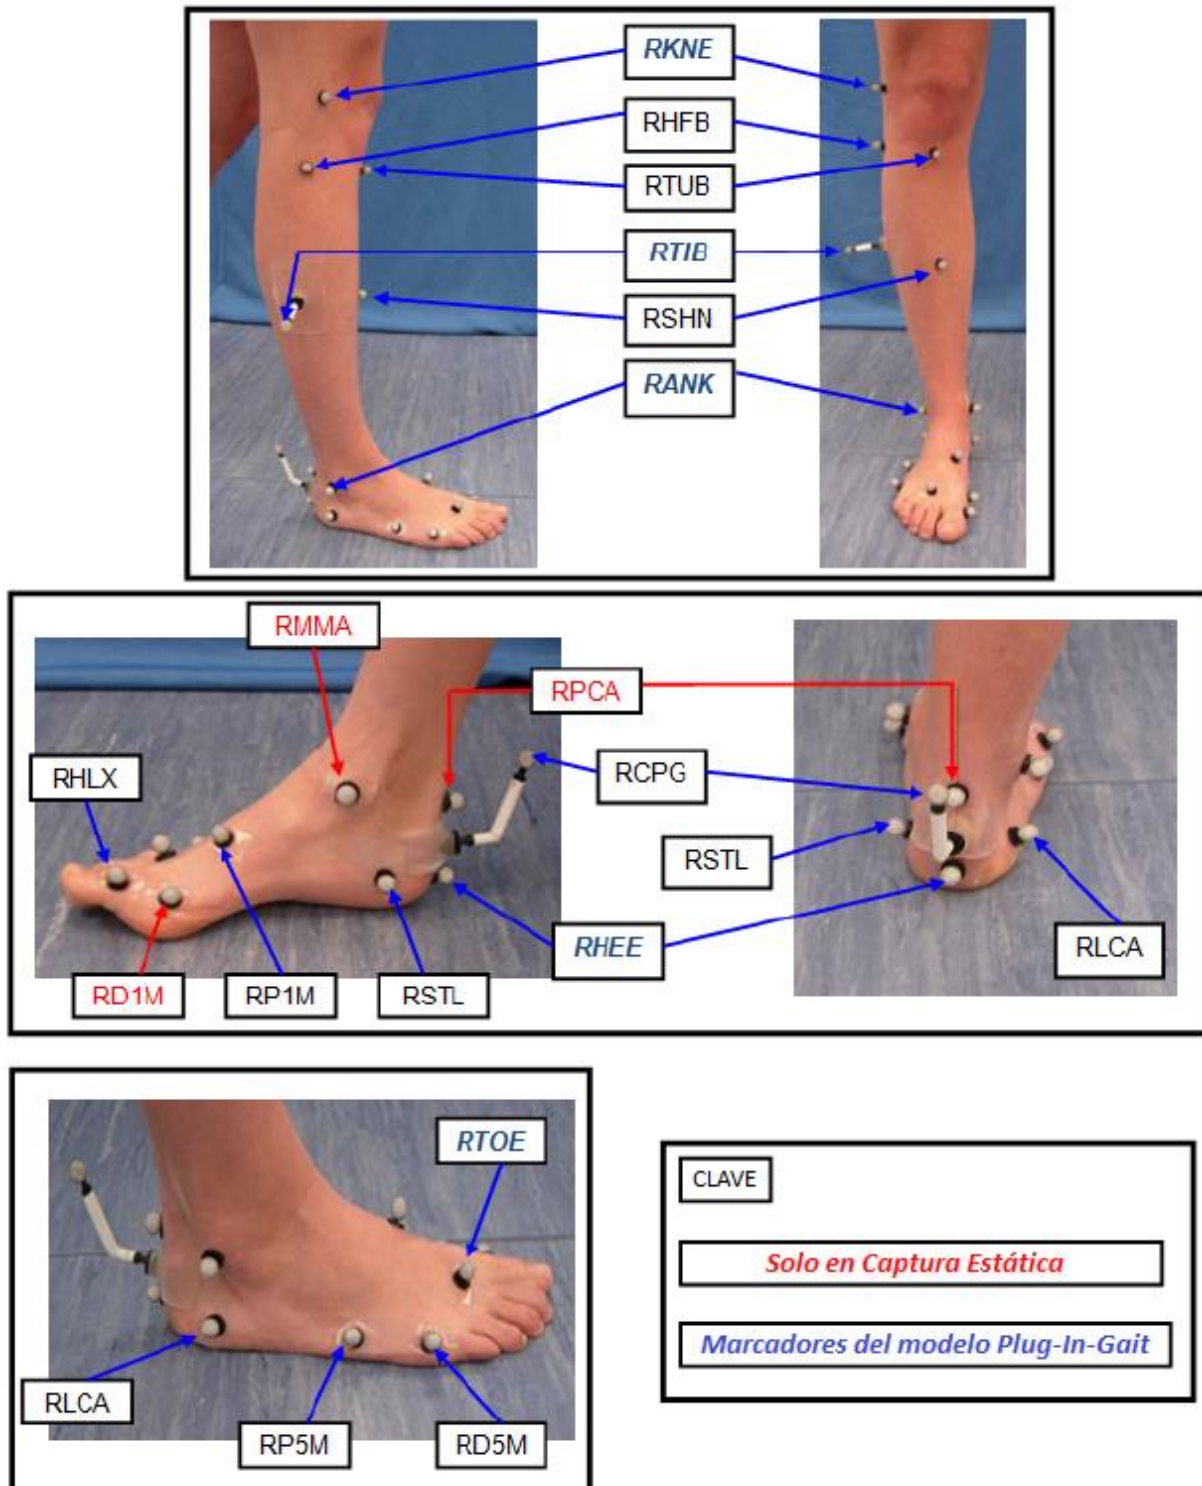 RKNE
RHFB
RTUB
RTIB
RSHN
RANK
RMMA
RPCA
RHLX
RCPG
RSTL
RHEE
RLCA
RD1M
RP1M
RSTL
RTOE
RLCA
RP5M
RD5M
CLAVE
Solo en Captura Estática
Marcadores del modelo Plug-In-Gait